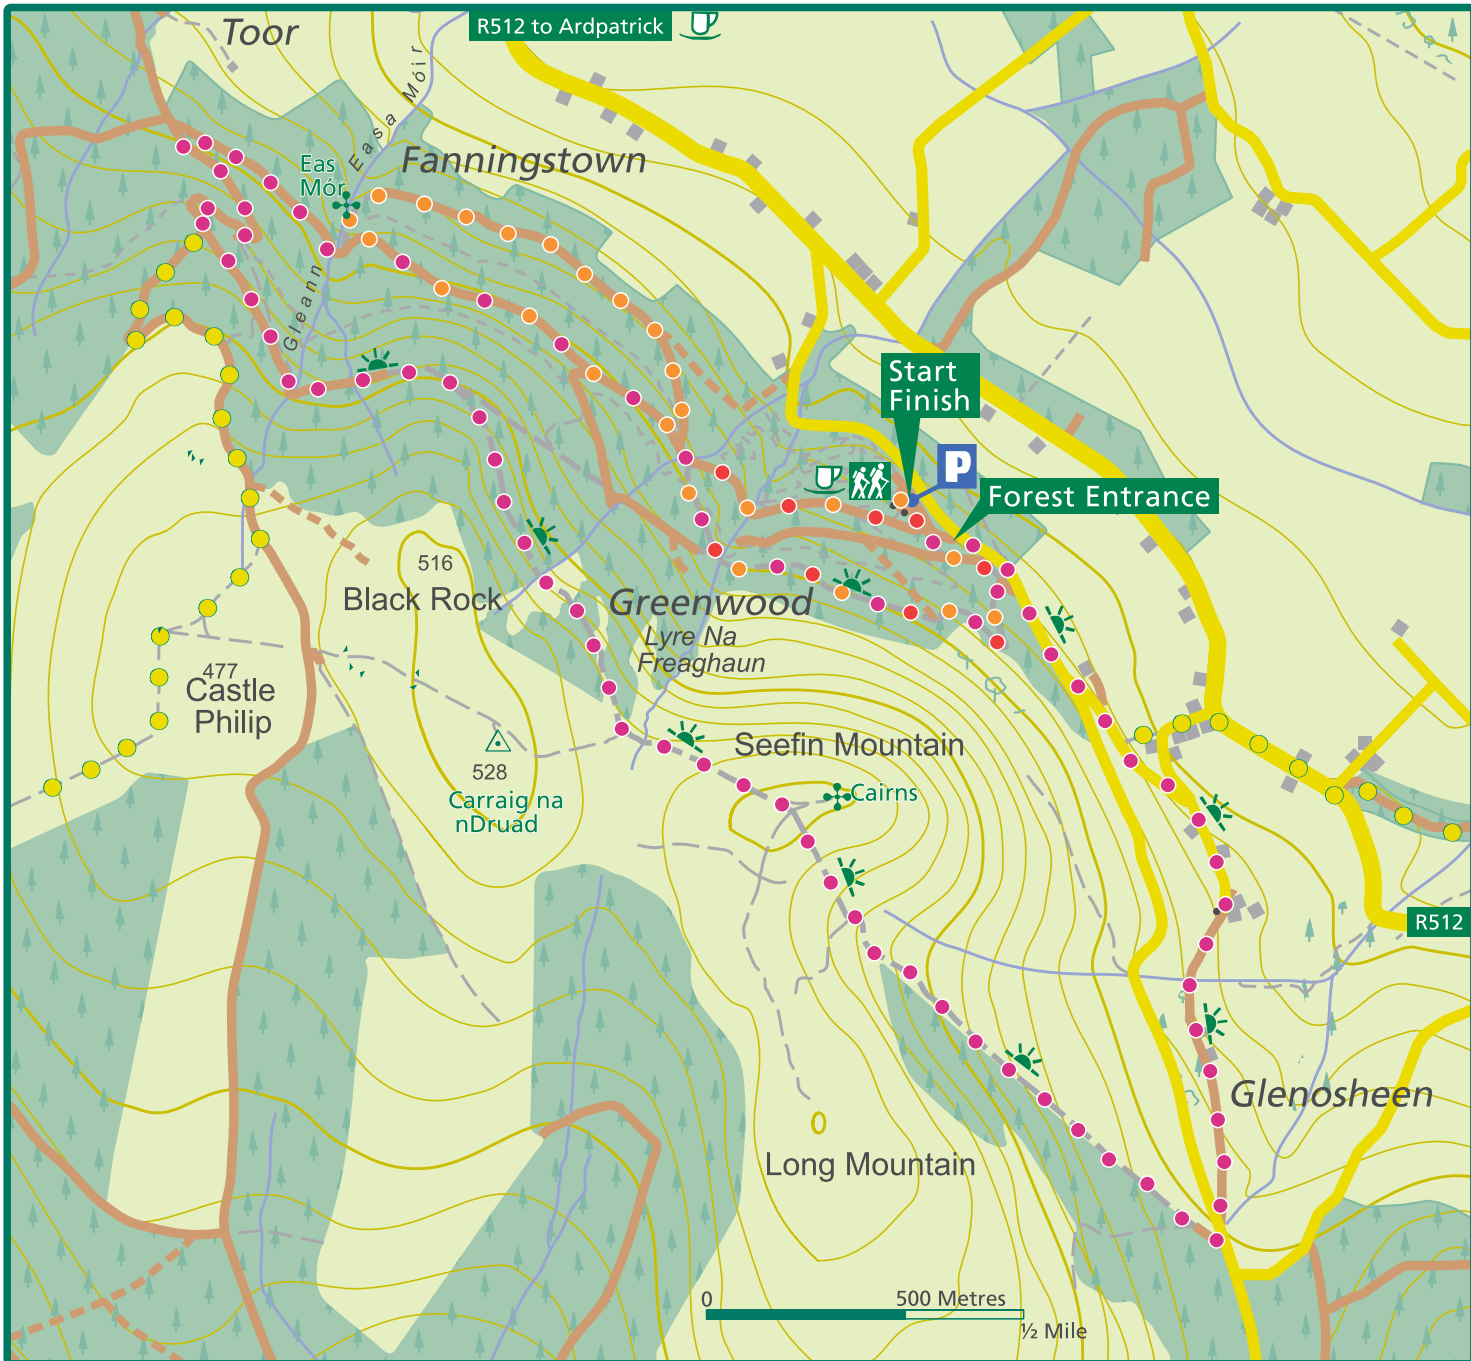 Toor
R512 to Ardpatrick
Easa Móir
Eas
Mór
Fanningstown
Gleann
Start
Finish
P
Forest Entrance
516
Black Rock
Greenwood
Lyre Na
Freaghaun
477
Castle
Philip
Seefin Mountain
528
Carraig na
nDruad
Cairns
R512
Glenosheen
Long Mountain
0
500 Metres
½ Mile